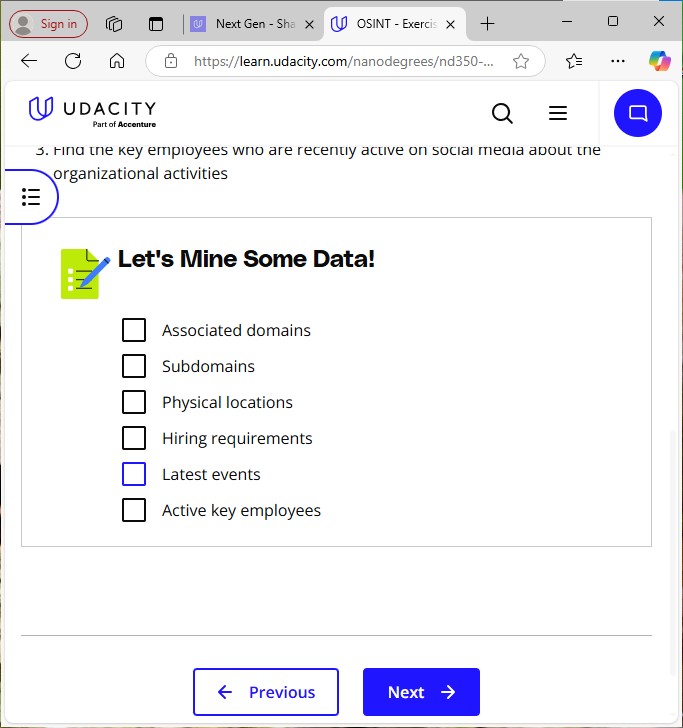 Sign in
Next Gen - Sha
OSINT - Exercis
https://learn.udacity.com/nanodegrees/nd350-...
UDACITY
Part of Accenture
3. Find the key employees who are recently active on social media about the
organizational activities
Let's Mine Some Data!
Associated domains
Subdomains
Physical locations
Hiring requirements
Latest events
Active key employees
Previous
Next